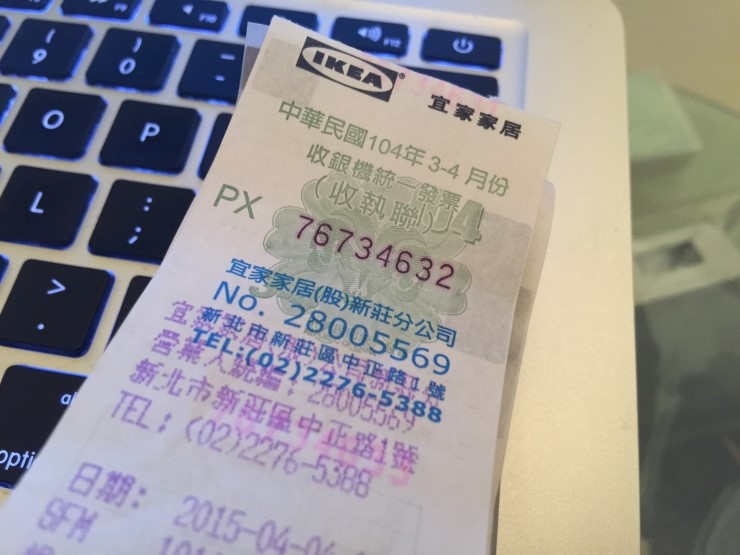 IKEA
宜家家居
中華民國104年3-4月份
收銀機統一發票
(收執聯)
PX 76734632
宜家家居(股)新莊分公司
No. 28005569
新北市新莊區中正路1號
TEL:(02)2276-5388
營業人統編: 28005569
新北市新莊區中正路1號
TEL: (02)2276-5388
日期: 2015-04-0
9
0
O
P
L
:
;
>
.